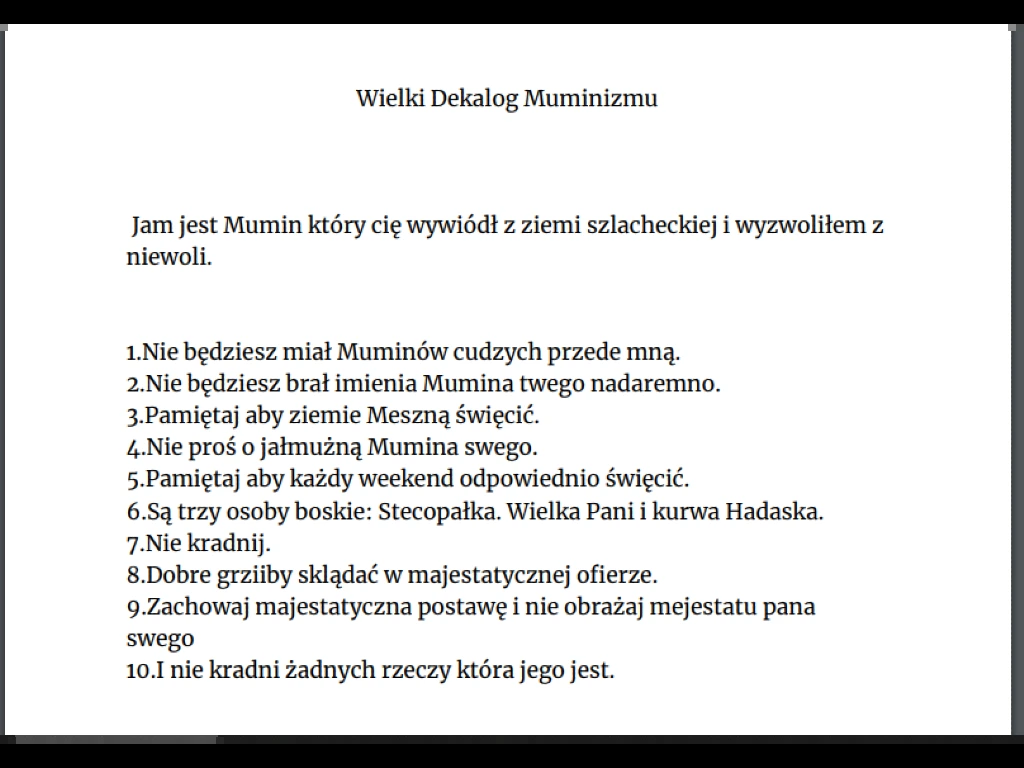 Wielki Dekalog Muminizmu
Jam jest Mumin który cię wywiódł z ziemi szlacheckiej i wyzwoliłem z
niewoli.
1.Nie będziesz miał Muminów cudzych przede mną.
2.Nie będziesz brał imienia Mumina twego nadaremno.
3.Pamiętaj aby ziemie Meszną święcić.
4.Nie proś o jałmużną Mumina swego.
5.Pamiętaj aby każdy weekend odpowiednio święcić.
6.Są trzy osoby boskie: Stecopałka. Wielka Pani i kurwa Hadaska.
7.Nie kradnij.
8.Dobre grziiby sklądać w majestatycznej ofierze.
9.Zachowaj majestatyczna postawę i nie obrażaj mejestatu pana
swego
10.I nie kradni żadnych rzeczy która jego jest.